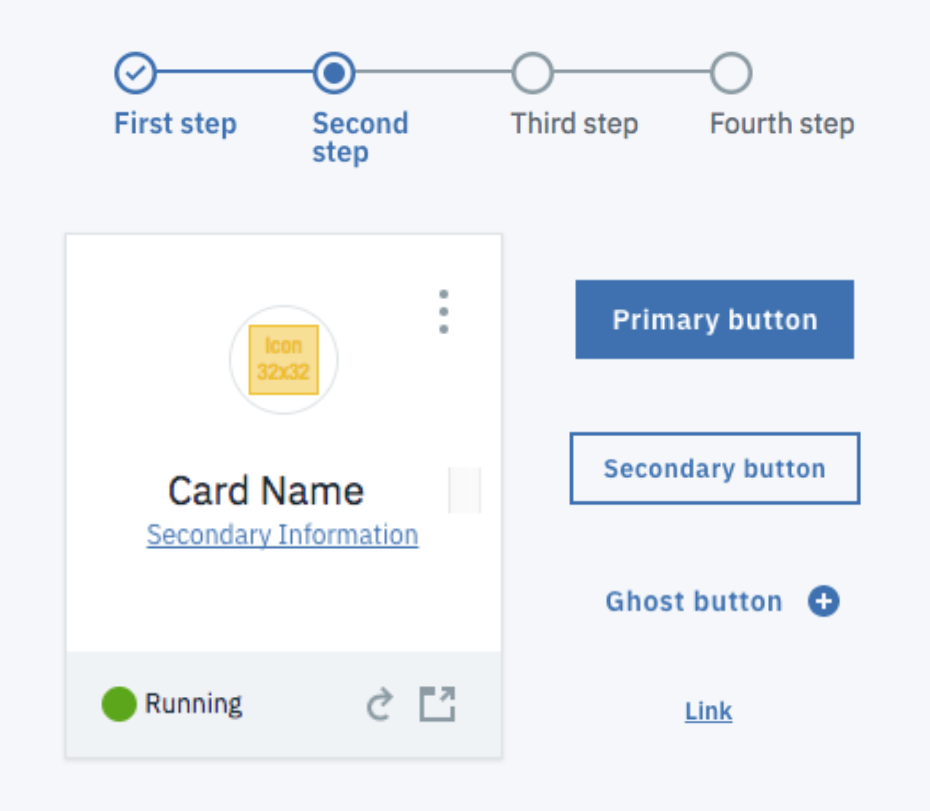 First step
Second
step
Third step
Fourth step
Icon
32x32
Card Name
Secondary Information
Running
Primary button
Secondary button
Ghost button
Link